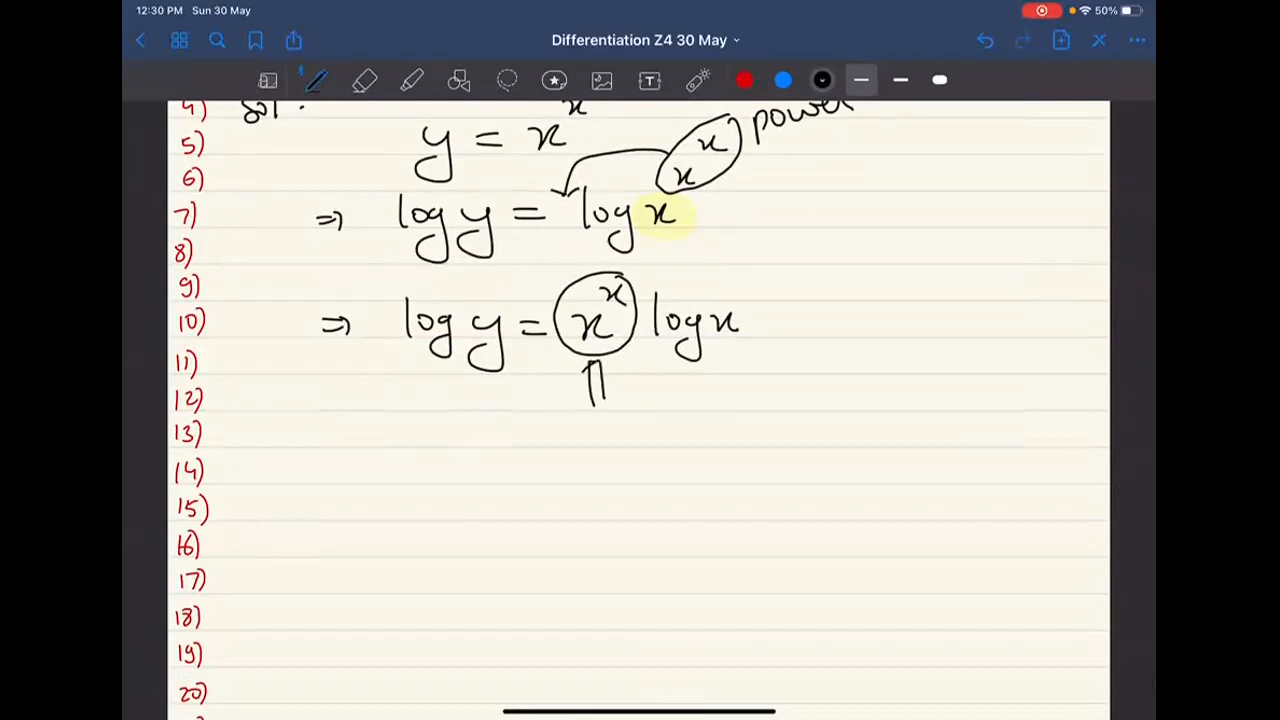 12:30 PM Sun 30 May 50%
Differentiation Z4 30 May
4) Sol :
5) y = x^x
6) x^x power
7) ⇒ log y = log x
8)
9)
10) ⇒ log y = x^x log x
11)
12)
13)
14)
15)
16)
17)
18)
19)
20)